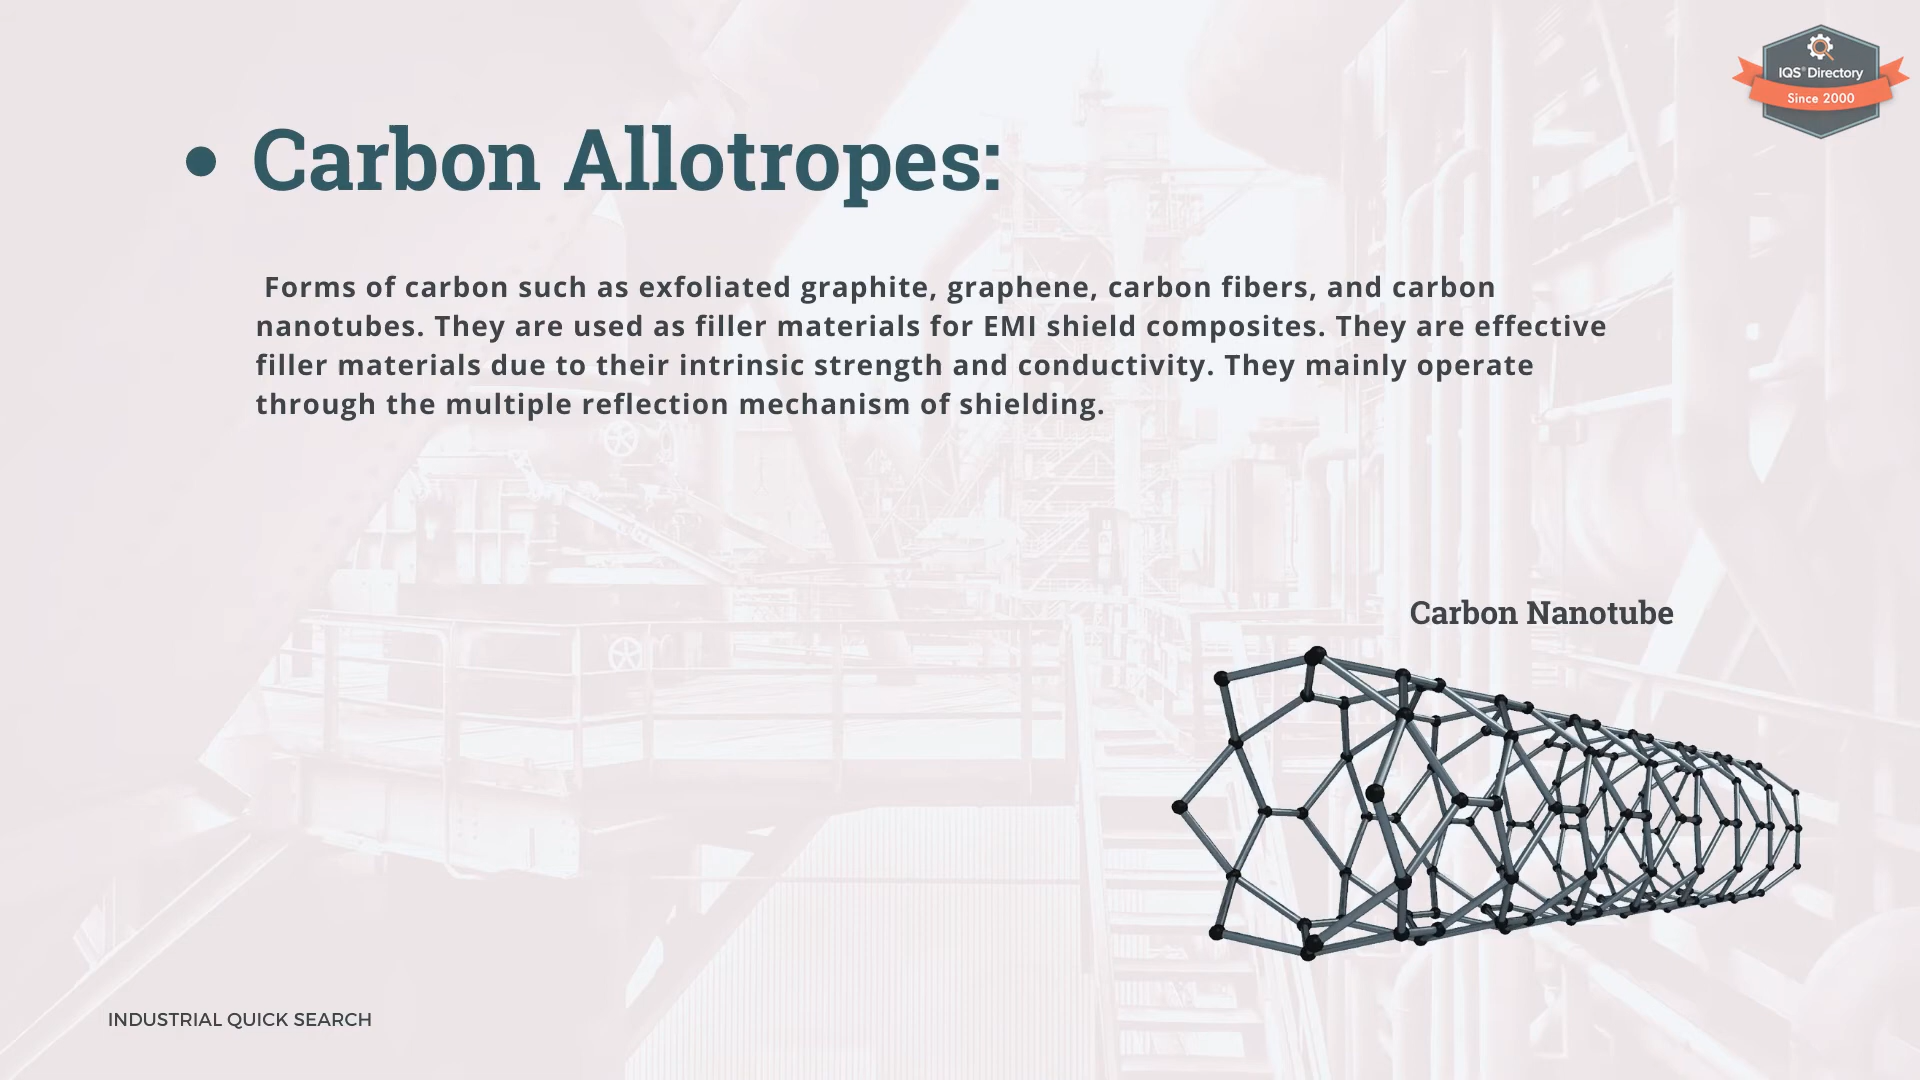 IQS® Directory
Since 2000
• Carbon Allotropes:
Forms of carbon such as exfoliated graphite, graphene, carbon fibers, and carbon
nanotubes. They are used as filler materials for EMI shield composites. They are effective
filler materials due to their intrinsic strength and conductivity. They mainly operate
through the multiple reflection mechanism of shielding.
Carbon Nanotube
INDUSTRIAL QUICK SEARCH